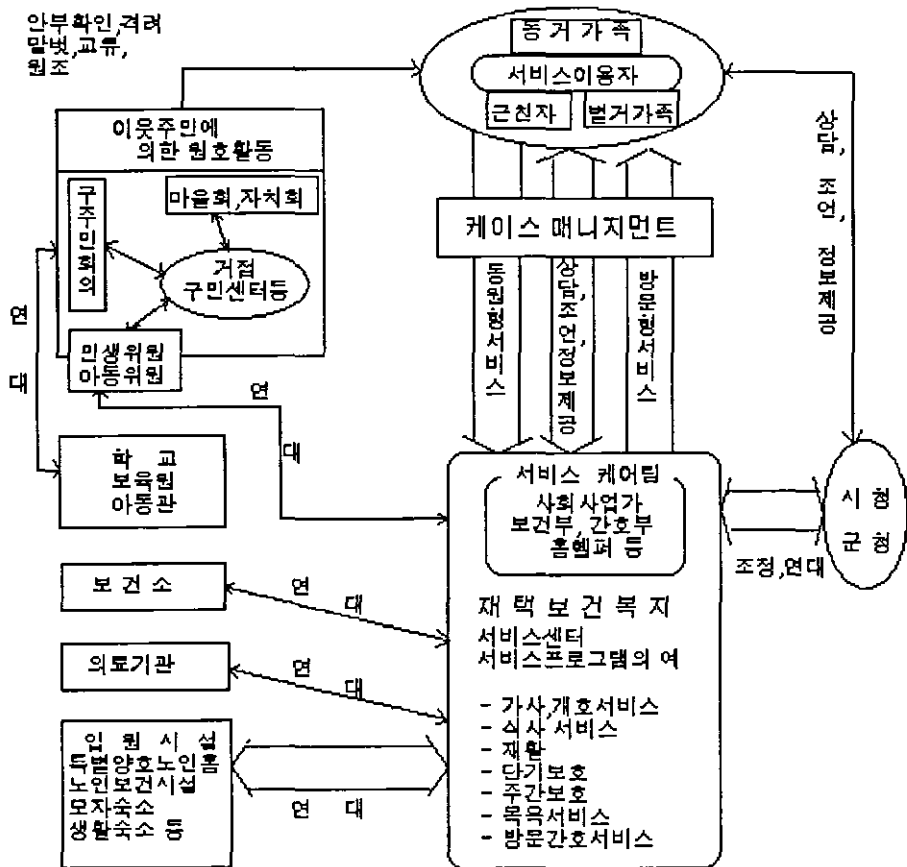 안부확인,격려
말벗,교류,
원조
동 거 가 족
서비스이용자
근친자
별거가족
이웃주민에
의한 원호활동
마을회,자치회
구주민회의
거점
구민센터등
민생위원
아동위원
연 대
케이스 매니지먼트
동원형서비스
상담,조언,정보제공
방문형서비스
상담, 조언, 정보제공
연 대
학 교
보육원
아동관
보 건 소
연 대
의료기관
연 대
입 원 시 설
특별양호노인홈
노인보건시설
모자숙소
생활숙소 등
연 대
서비스 케어팀
사회사업가
보건부, 간호부
홈헬퍼 등
재 택 보 건 복 지
서비스센터
서비스프로그램의 예
- 가사,개호서비스
- 식사 서비스
- 재활
- 단기보호
- 주간보호
- 목욕서비스
- 방문간호서비스
조정,연대
시 청
군 청